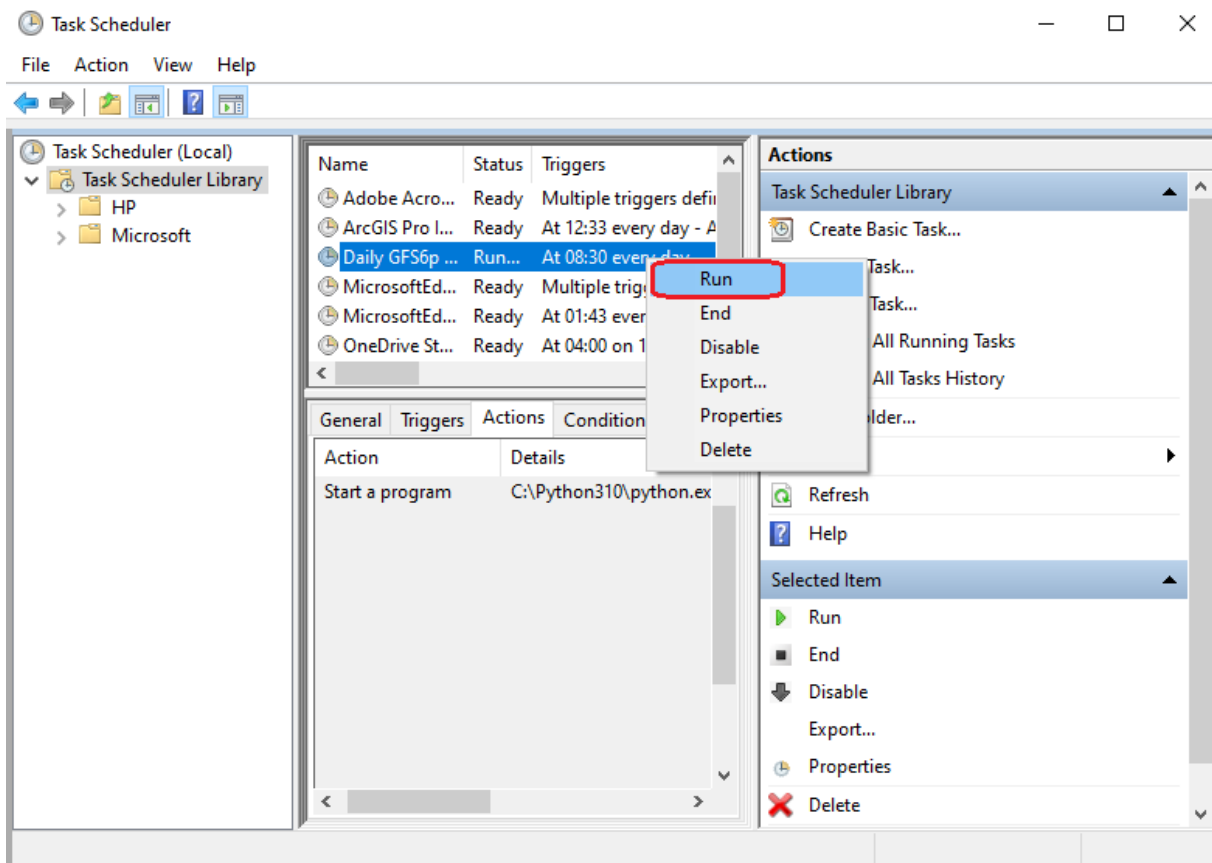 Task Scheduler
File Action View Help
Task Scheduler (Local)
Task Scheduler Library
HP
Microsoft
Name Status Triggers
Adobe Acro... Ready Multiple triggers defi
ArcGIS Pro I... Ready At 12:33 every day - A
Daily GFS6p ... Run... At 08:30 every day
MicrosoftEd... Ready Multiple trig
MicrosoftEd... Ready At 01:43 ever
OneDrive St... Ready At 04:00 on 1
Run
End
Disable
Export...
Properties
Delete
General Triggers Actions Condition
Action Details
Start a program C:\Python310\python.ex
Actions
Task Scheduler Library
Create Basic Task...
Task...
Task...
All Running Tasks
All Tasks History
lder...
Refresh
Help
Selected Item
Run
End
Disable
Export...
Properties
Delete